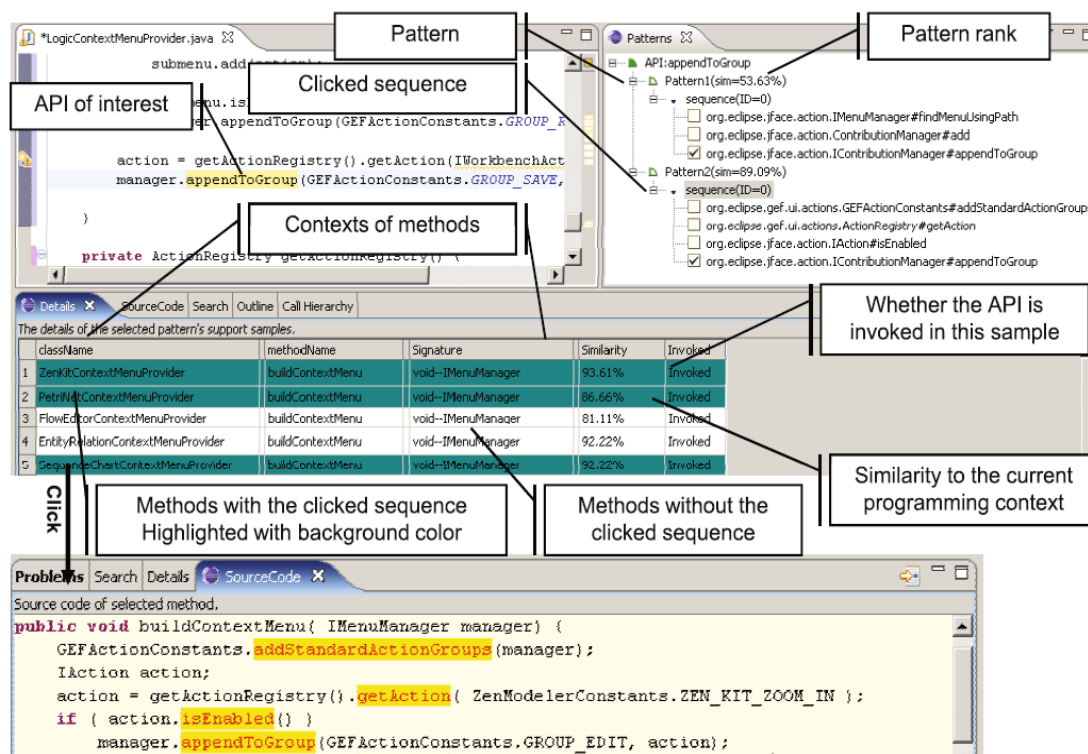 *LogicContextMenuProvider.java
Pattern
Patterns
Pattern rank
submenu.add(action);
API:appendToGroup
Pattern1(sim=53.63%)
Clicked sequence
sequence(ID=0)
API of interest
org.eclipse.jface.action.IMenuManager#findMenuUsingPath
appendToGroup(GEFActionConstants.GROUP_R
org.eclipse.jface.action.ContributionManager#add
org.eclipse.jface.action.IContributionManager#appendToGroup
action = getActionRegistry().getAction(IWorkbenchAct
Pattern2(sim=89.09%)
manager.appendToGroup(GEFActionConstants.GROUP_SAVE,
sequence(ID=0)
org.eclipse.gef.ui.actions.GEFActionConstants#addStandardActionGroups
}
Contexts of methods
org.eclipse.gef.ui.actions.ActionRegistry#getAction
org.eclipse.jface.action.IAction#isEnabled
private ActionRegistry getActionRegistry() {
org.eclipse.jface.action.IContributionManager#appendToGroup
Details SourceCode Search Outline Call Hierarchy
The details of the selected pattern's support samples.
Whether the API is
invoked in this sample
className methodName Signature Similarity Invoked
1 ZenKitContextMenuProvider buildContextMenu void--IMenuManager 93.61% Invoked
2 PetriNetContextMenuProvider buildContextMenu void--IMenuManager 86.66% Invoked
3 FlowEditorContextMenuProvider buildContextMenu void--IMenuManager 81.11% Invoked
4 EntityRelationContextMenuProvider buildContextMenu void--IMenuManager 92.22% Invoked
5 SequenceChartContextMenuProvider buildContextMenu void--IMenuManager 92.22% Invoked
Similarity to the current
programming context
Click
Methods with the clicked sequence
Highlighted with background color
Methods without the
clicked sequence
Problems Search Details SourceCode
Source code of selected method.
public void buildContextMenu( IMenuManager manager) {
GEFActionConstants.addStandardActionGroups(manager);
IAction action;
action = getActionRegistry().getAction( ZenModelerConstants.ZEN_KIT_ZOOM_IN );
if ( action.isEnabled() )
manager.appendToGroup(GEFActionConstants.GROUP_EDIT, action);